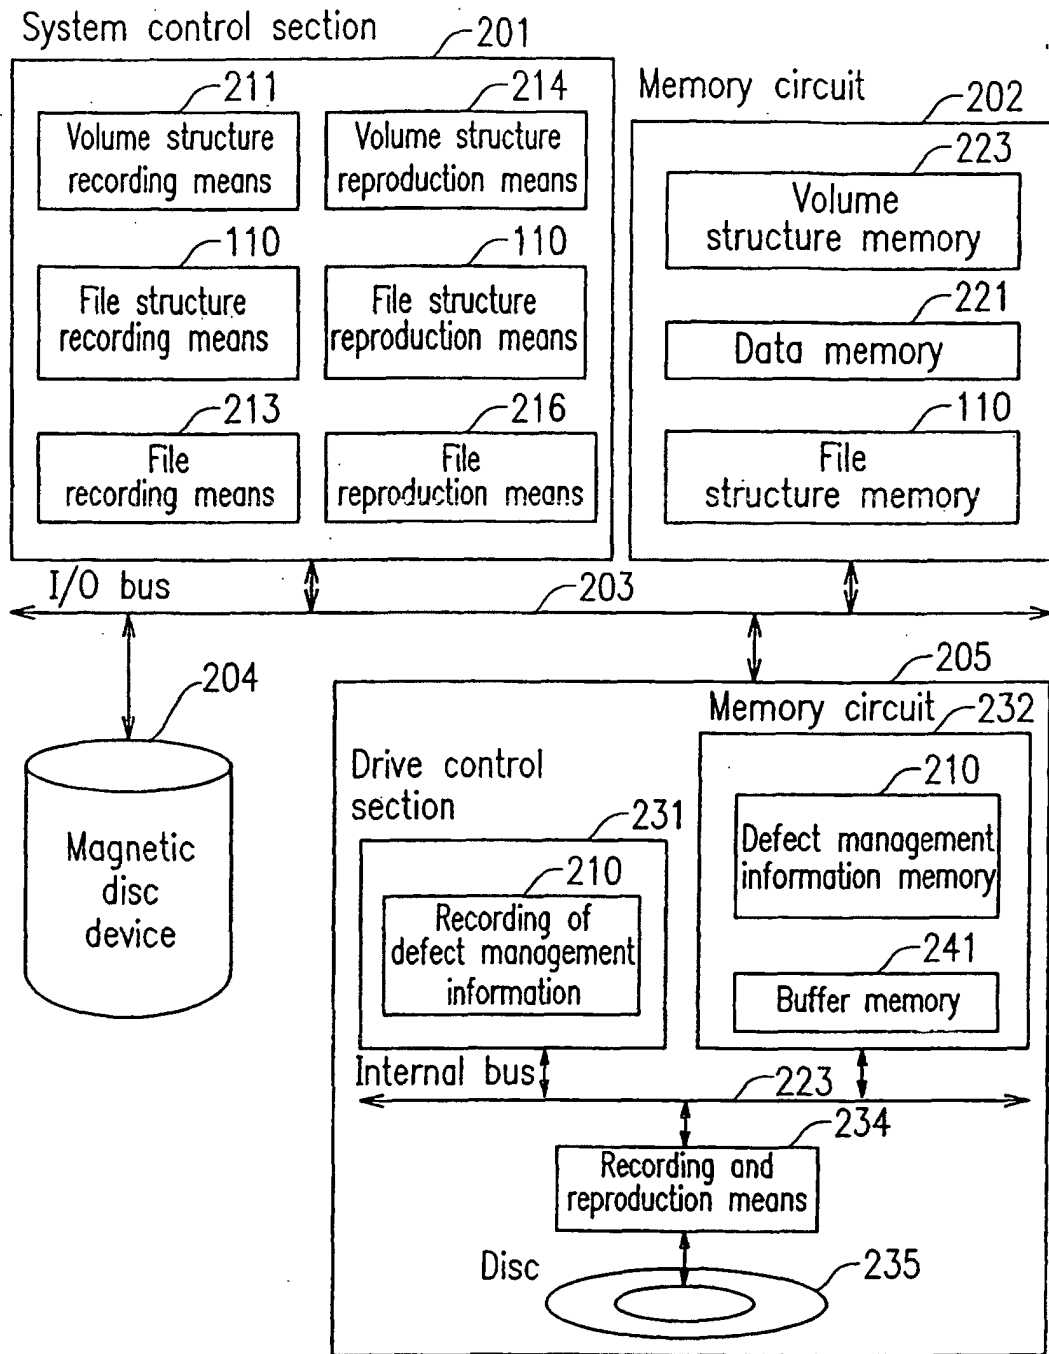 System control section
201
211
Volume structure
recording means
214
Volume structure
reproduction means
110
File structure
recording means
110
File structure
reproduction means
213
File
recording means
216
File
reproduction means
Memory circuit
202
223
Volume
structure memory
221
Data memory
110
File
structure memory
I/O bus
203
204
Magnetic
disc
device
205
Drive control
section
231
210
Recording of
defect management
information
Memory circuit
232
210
Defect management
information memory
241
Buffer memory
Internal bus
223
234
Recording and
reproduction means
Disc
235